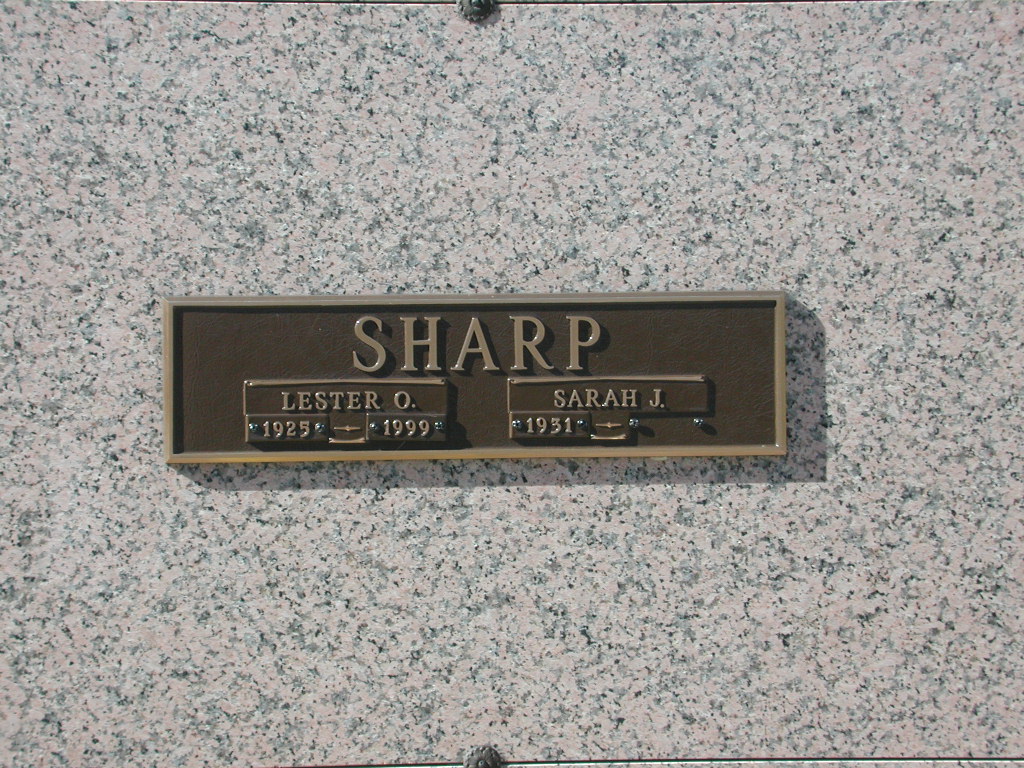 SHARP
LESTER O. SARAH J.
1925 1999 1931